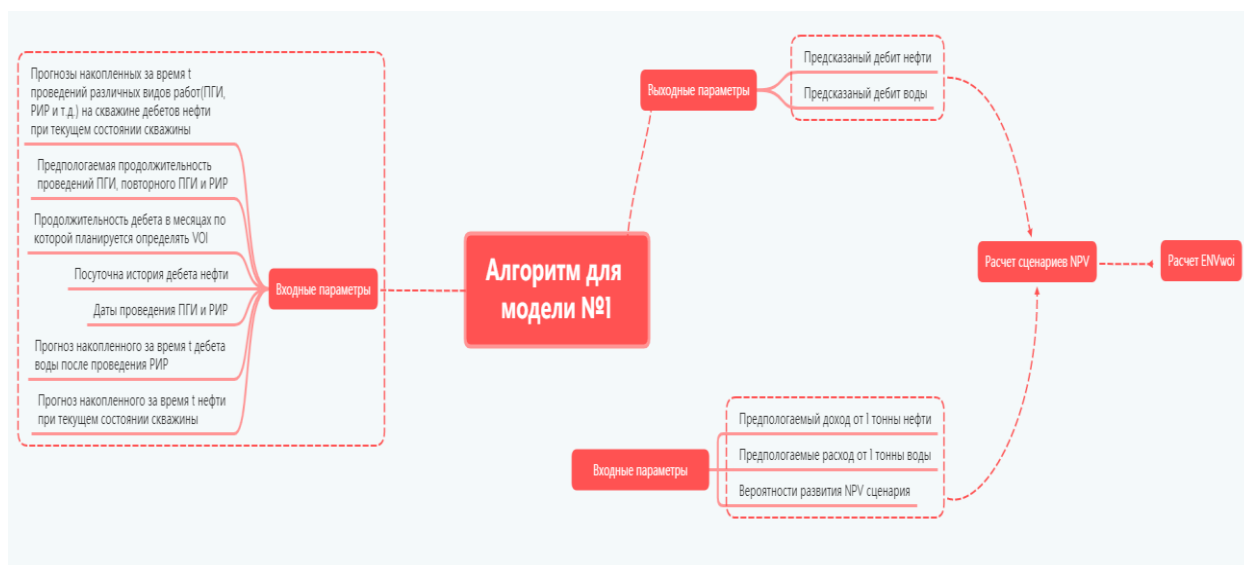 Прогнозы накопленных за время t
проведений различных видов работ(ПГИ,
РИР и т.д.) на скважине дебетов нефти
при текущем состоянии скважины
Предпологаемая продолжительность
проведений ПГИ, повторного ПГИ и РИР
Продолжительность дебета в месяцах по
которой планируется определять VOI
Посуточна история дебета нефти
Даты проведения ПГИ и РИР
Прогноз накопленного за время t дебета
воды после проведения РИР
Прогноз накопленного за время t нефти
при текущем состоянии скважины
Входные параметры
Алгоритм для
модели №1
Выходные параметры
Предсказаный дебит нефти
Предсказаный дебит воды
Расчет сценариев NPV
Расчет ENVwoi
Входные параметры
Предпологаемый доход от 1 тонны нефти
Предпологаемые расход от 1 тонны воды
Вероятности развития NPV сценария